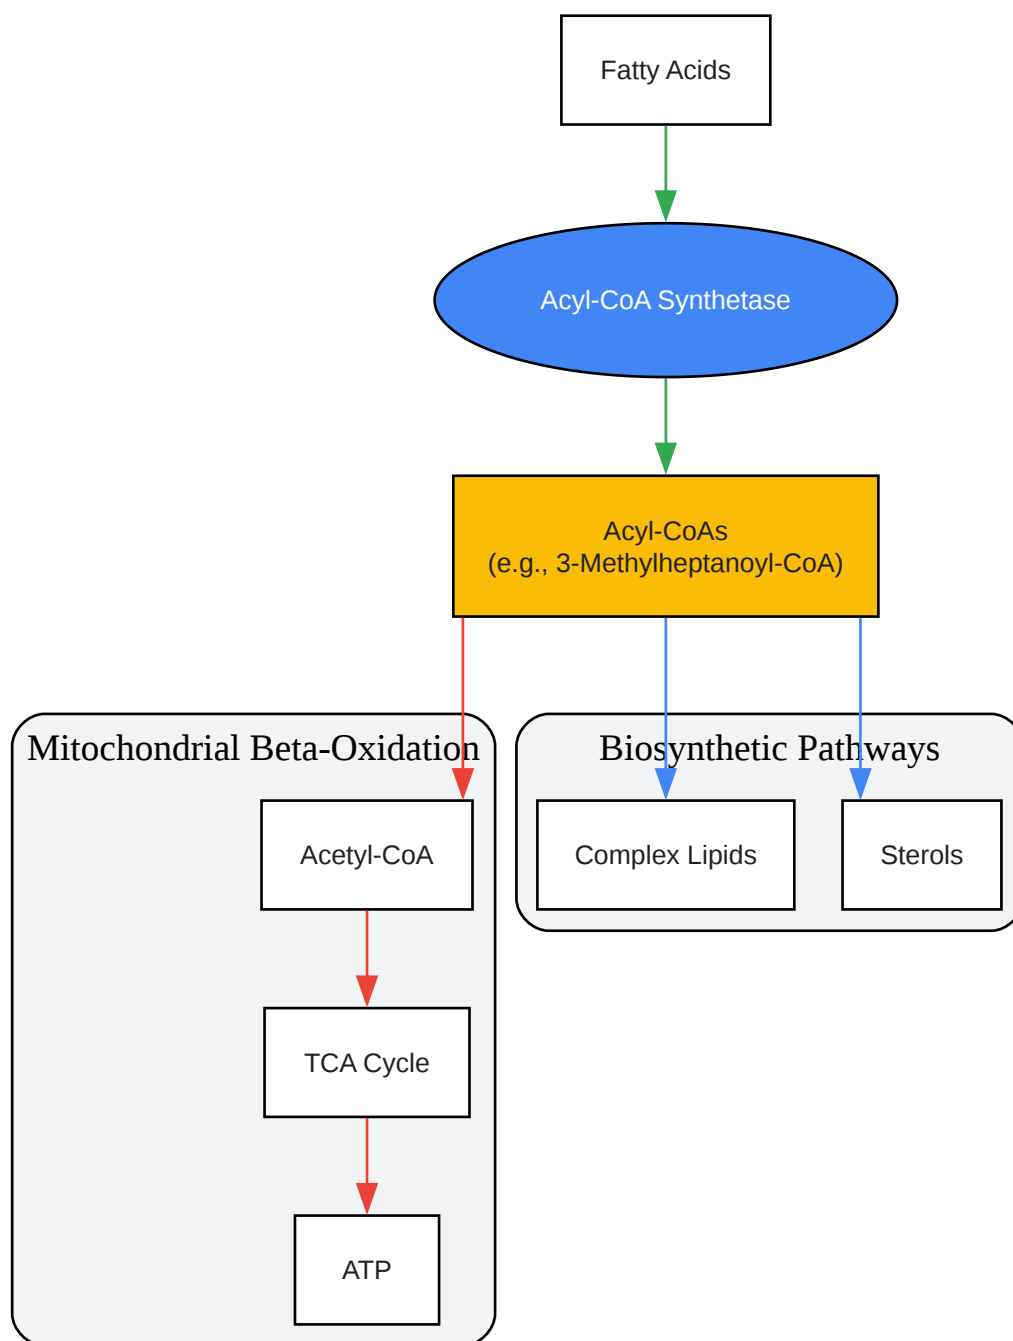 Fatty Acids
Acyl-CoA Synthetase
Acyl-CoAs
(e.g., 3-Methylheptanoyl-CoA)
Mitochondrial Beta-Oxidation
Biosynthetic Pathways
Acetyl-CoA
Complex Lipids
Sterols
TCA Cycle
ATP